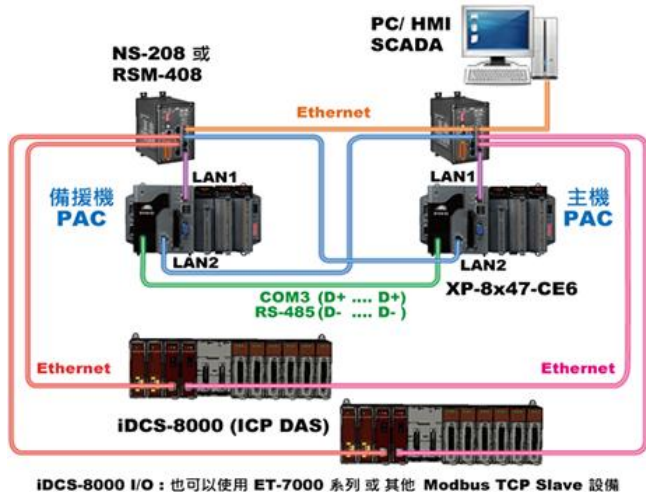 PC/ HMI
SCADA
NS-208 或
RSM-408
Ethernet
LAN1
LAN1
備援機
PAC
主機
PAC
LAN2
LAN2
XP-8x47-CE6
COM3 (D+ .... D+)
RS-485 (D- .... D- )
Ethernet
Ethernet
iDCS-8000 (ICP DAS)
iDCS-8000 I/O : 也可以使用 ET-7000 系列 或 其他 Modbus TCP Slave 設備